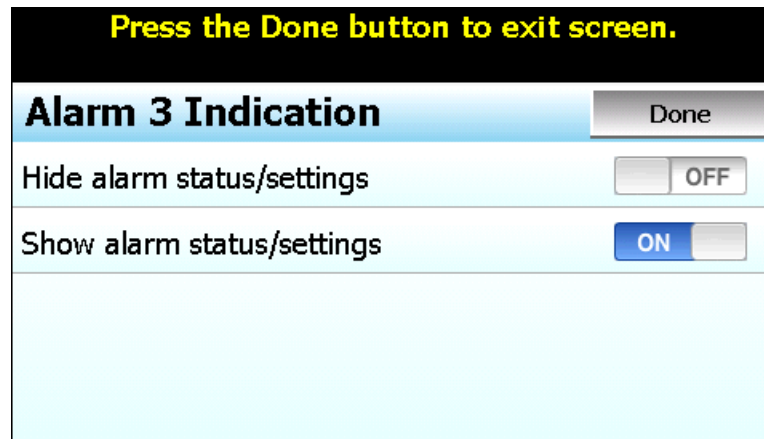 Press the Done button to exit screen.
Alarm 3 Indication
Done
Hide alarm status/settings
OFF
Show alarm status/settings
ON